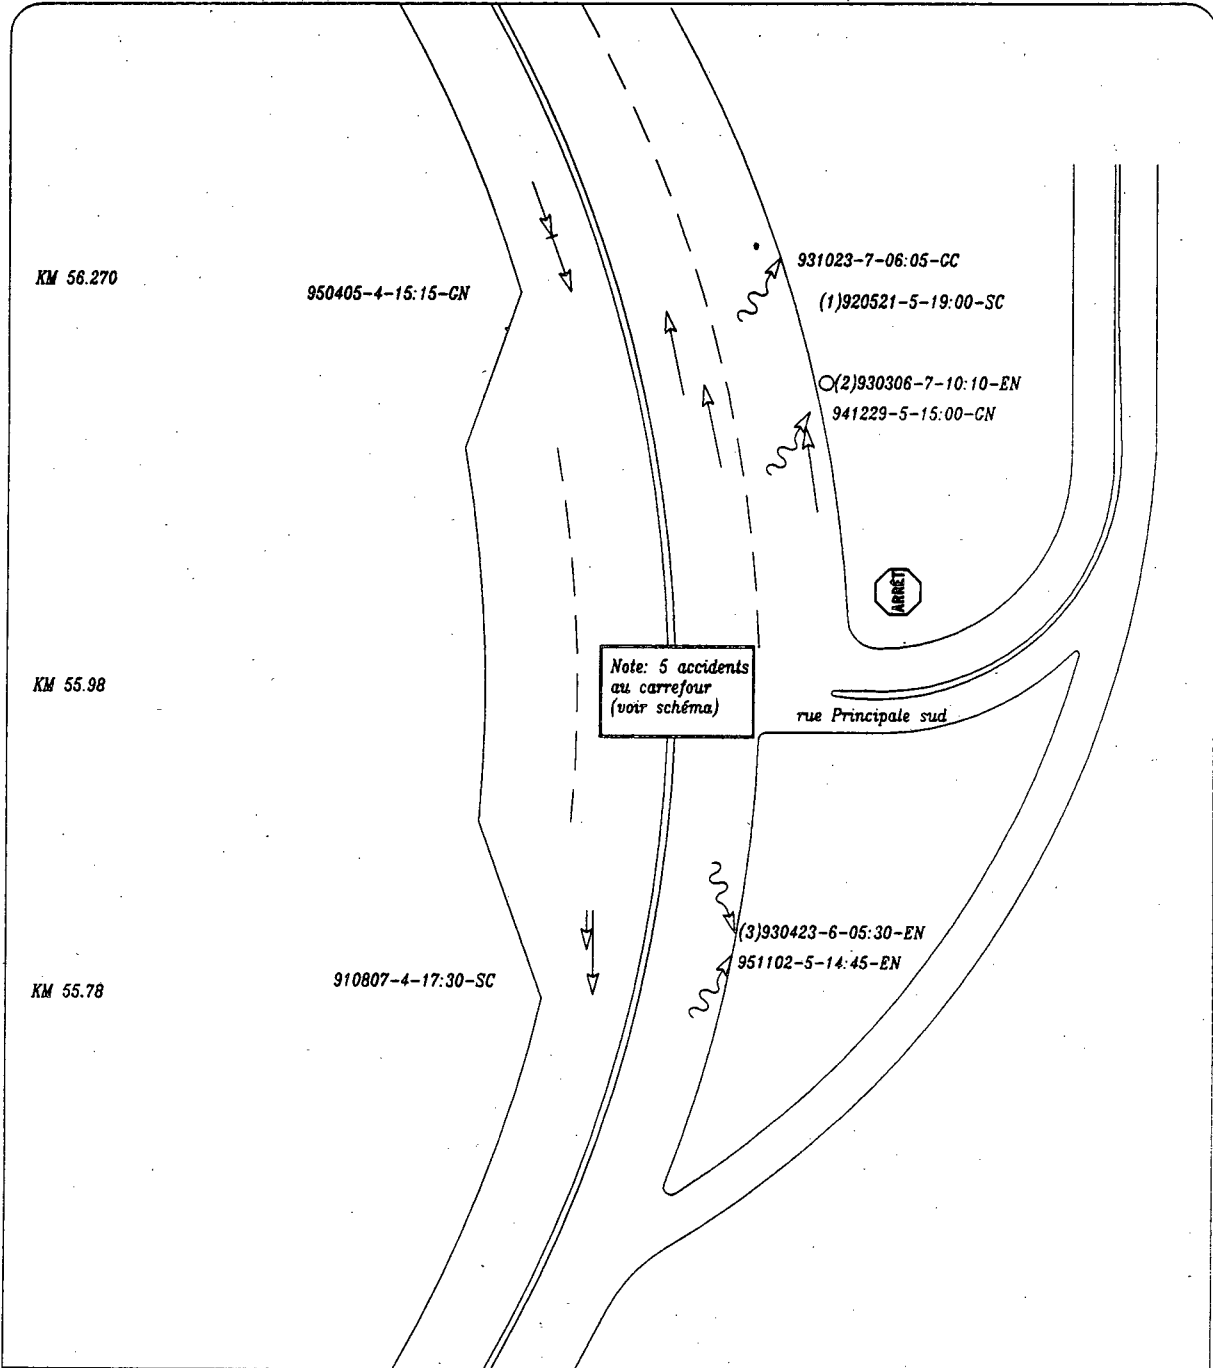 KM 56.270
931023-7-06:05-GC
950405-4-15:15-GN
(1)920521-5-19:00-SC
(2)930306-7-10:10-EN
941229-5-15:00-GN
ARRÊT
Note: 5 accidents
au carrefour
(voir schéma)
KM 55.98
rue Principale sud
(3)930423-6-05:30-EN
951102-5-14:45-EN
910807-4-17:30-SC
KM 55.78